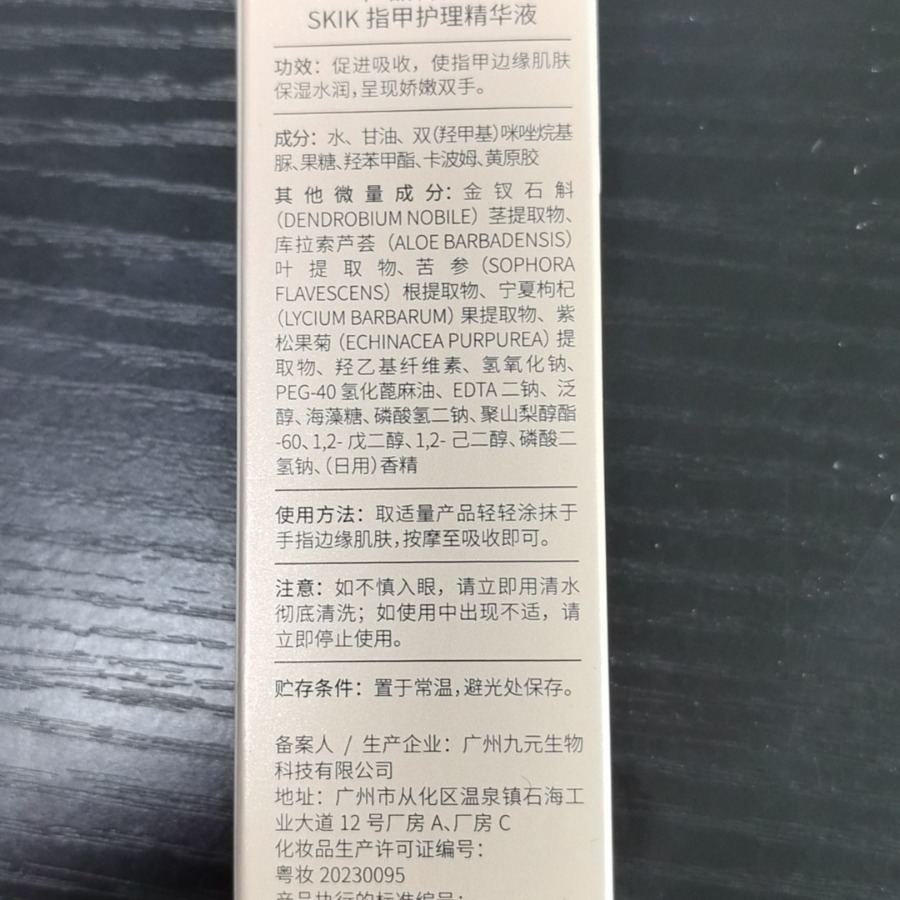 SKIK 指甲护理精华液
功效：促进吸收，使指甲边缘肌肤
保湿水润，呈现娇嫩双手。
成分：水、甘油、双（羟甲基）咪唑烷基
脲、果糖、羟苯甲酯、卡波姆、黄原胶
其他微量成分：金钗石斛
（DENDROBIUM NOBILE）茎提取物、
库拉索芦荟（ALOE BARBADENSIS）
叶提取物、苦参（SOPHORA
FLAVESCENS）根提取物、宁夏枸杞
（LYCIUM BARBARUM）果提取物、紫
松果菊（ECHINACEA PURPUREA）提
取物、羟乙基纤维素、氢氧化钠、
PEG-40 氢化蓖麻油、EDTA 二钠、泛
醇、海藻糖、磷酸氢二钠、聚山梨醇酯
-60、1,2- 戊二醇、1,2- 己二醇、磷酸二
氢钠、（日用）香精
使用方法：取适量产品轻轻涂抹于
手指边缘肌肤，按摩至吸收即可。
注意：如不慎入眼，请立即用清水
彻底清洗；如使用中出现不适，请
立即停止使用。
贮存条件：置于常温，避光处保存。
备案人 / 生产企业：广州九元生物
科技有限公司
地址：广州市从化区温泉镇石海工
业大道 12 号厂房 A、厂房 C
化妆品生产许可证编号：
粤妆 20230095
产品执行的标准编号：